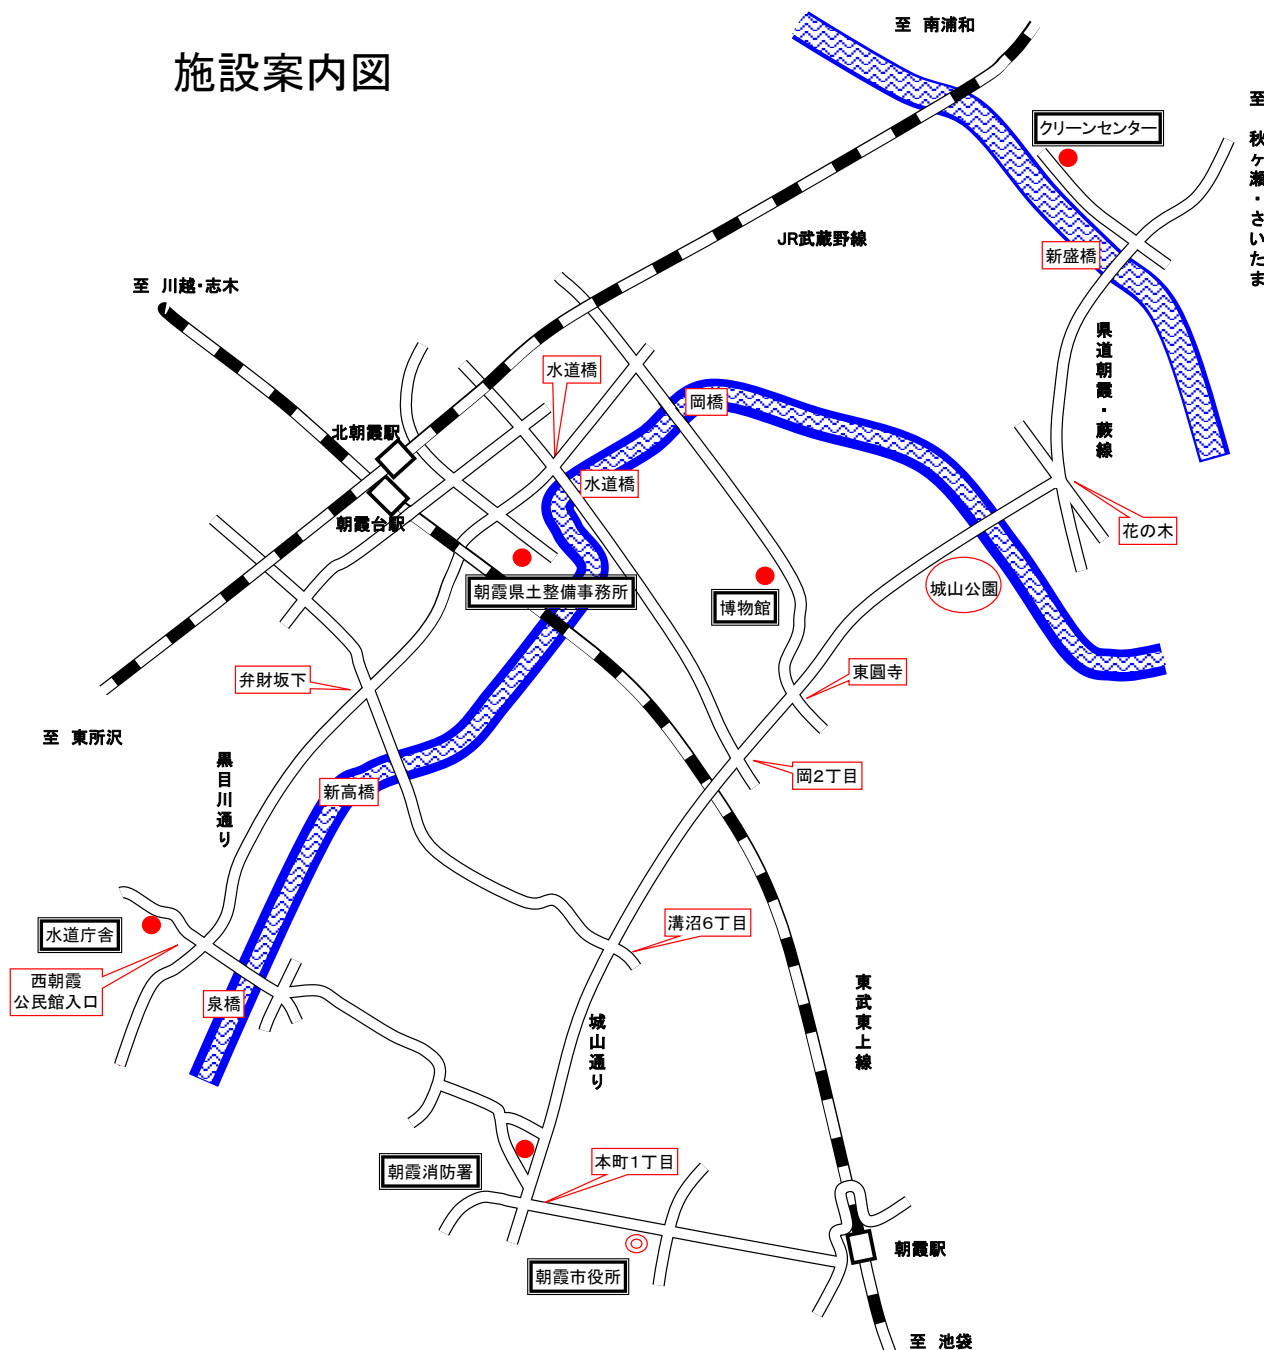 施設案内図
至 南浦和
クリーンセンター
至 秋ヶ瀬・さいたま
JR武蔵野線
新盛橋
至 川越・志木
県道朝霞・蕨線
水道橋
岡橋
北朝霞駅
水道橋
朝霞台駅
花の木
朝霞県土整備事務所
博物館
城山公園
弁財坂下
東圓寺
至 東所沢
黒目川通り
岡2丁目
新高橋
水道庁舎
溝沼6丁目
西朝霞
公民館入口
泉橋
東武東上線
城山通り
朝霞消防署
本町1丁目
朝霞駅
朝霞市役所
至 池袋